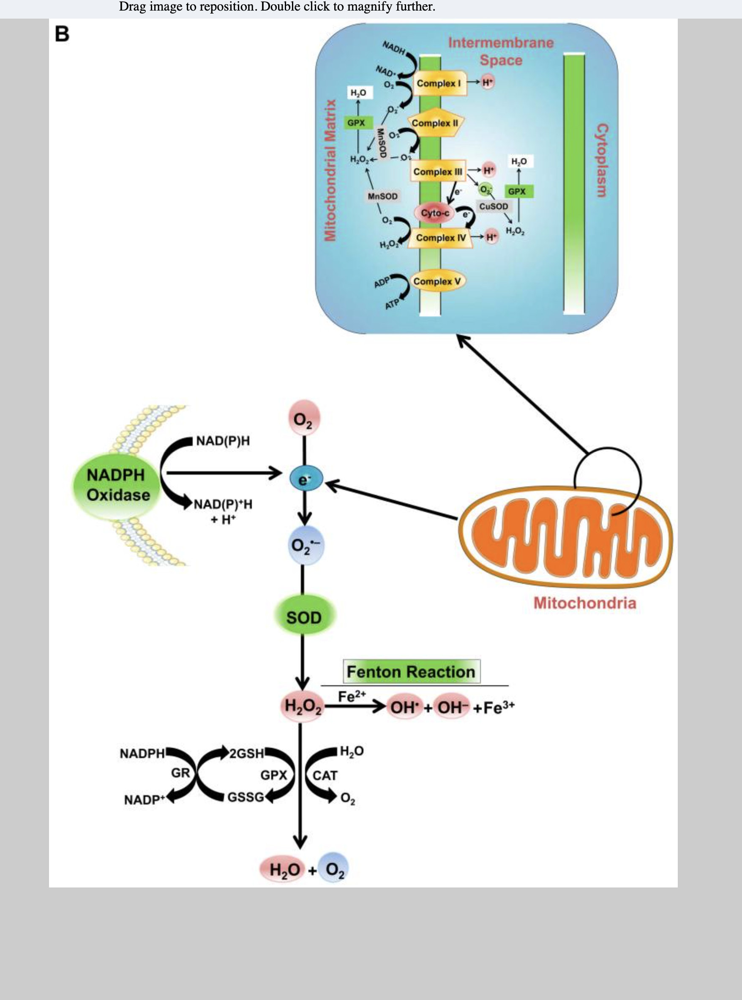 Drag image to reposition. Double click to magnify further.
B
Intermembrane
Space
Mitochondrial Matrix
Cytoplasm
NADH
NAD⁺
Complex I
H⁺
O₂
O₂⁻
H₂O
GPX
MnSOD
Complex II
O₂
O₂⁻
H₂O₂
Complex III
H⁺
O₂⁻
e⁻
H₂O
GPX
CuSOD
H₂O₂
MnSOD
Cyto-c
e⁻
O₂
H₂O₂
Complex IV
H⁺
ADP
ATP
Complex V
O₂
NAD(P)H
NADPH
Oxidase
e⁻
NAD(P)⁺H
+ H⁺
O₂•–
Mitochondria
SOD
Fenton Reaction
H₂O₂
Fe²⁺
OH• + OH– +Fe³⁺
NADPH
2GSH
H₂O
GR
GPX
CAT
NADP⁺
GSSG
O₂
H₂O + O₂